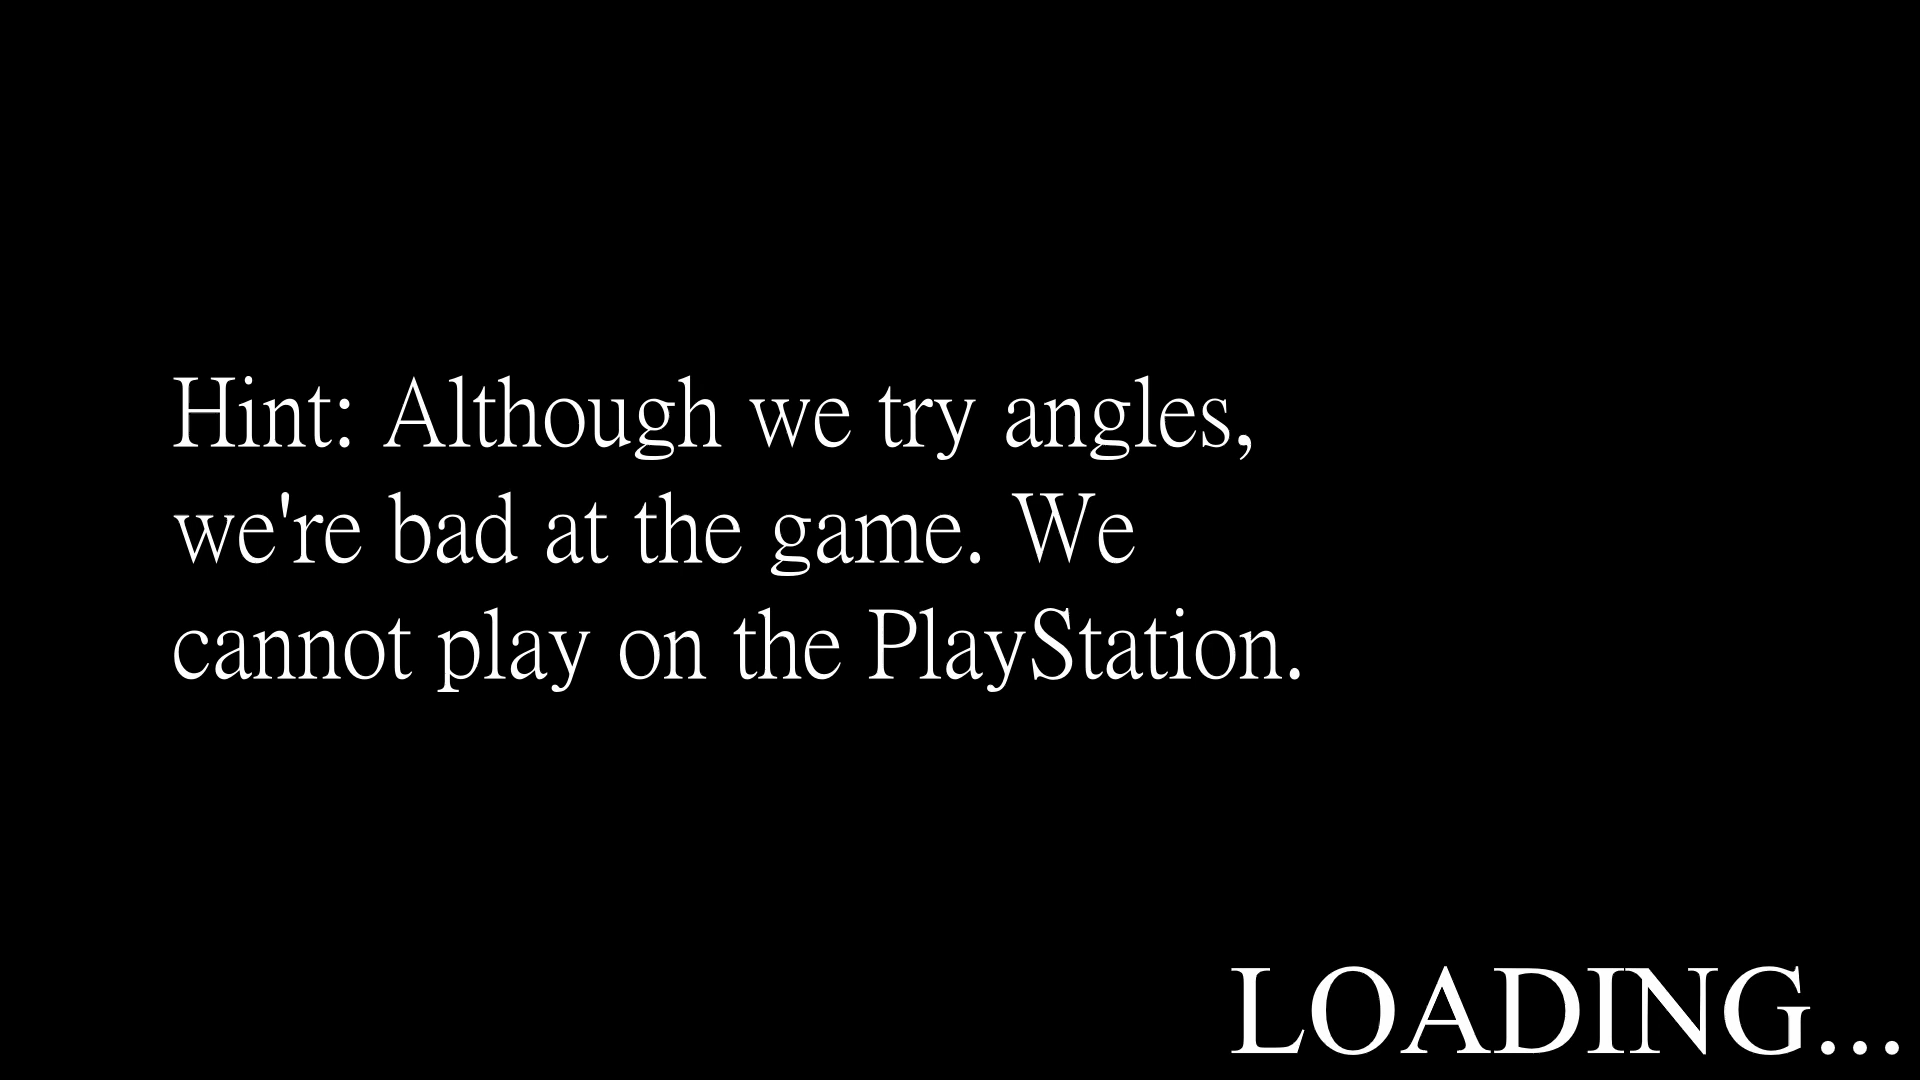 Hint: Although we try angles,
we're bad at the game. We
cannot play on the PlayStation.
LOADING...